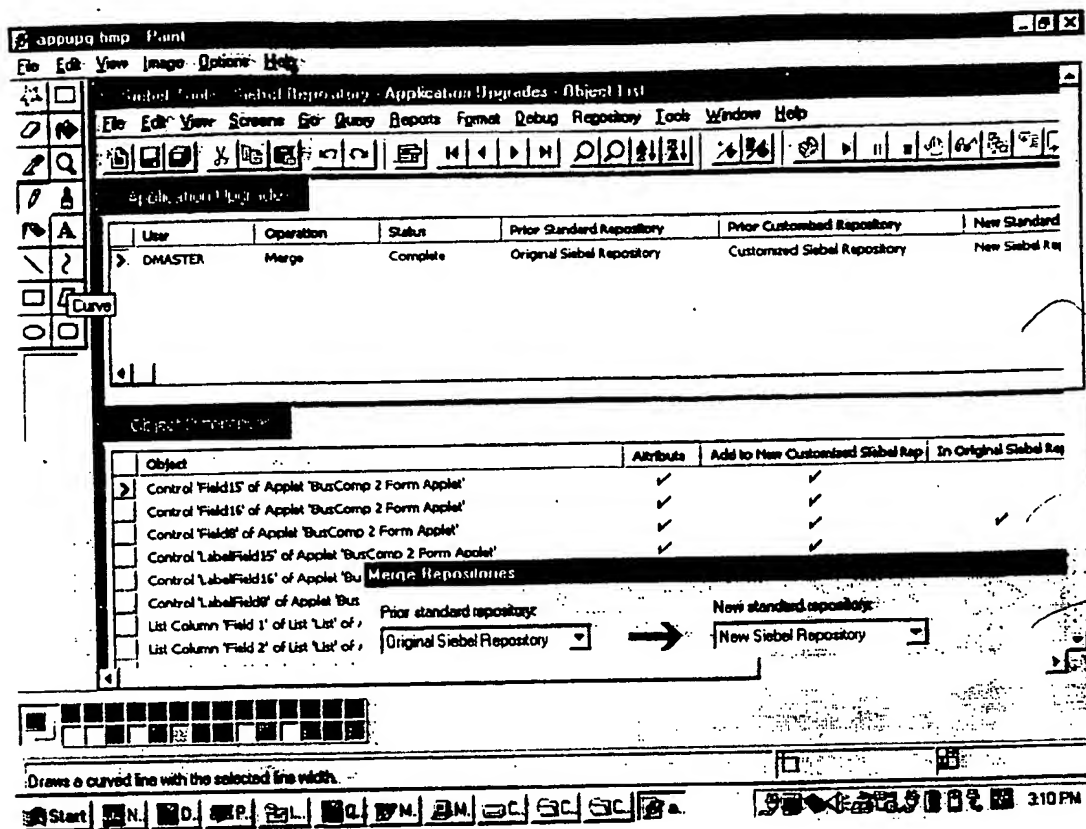 appupg.bmp - Paint
File Edit View Image Options Help
Siebel Tools - Siebel Repository - Application Upgrades - Object List
File Edit View Screens Go Query Reports Format Debug Repository Tools Window Help
Application Upgrades
User Operation Status Prior Standard Repository Prior Customized Repository New Standard
DMASTER Merge Complete Original Siebel Repository Customized Siebel Repository New Siebel Rep
A
Curve
Object Differences
Object Attribute Add to New Customized Siebel Rep In Original Siebel Rep
Control 'Field15' of Applet 'BusComp 2 Form Applet'
Control 'Field16' of Applet 'BusComp 2 Form Applet'
Control 'Field8' of Applet 'BusComp 2 Form Applet'
Control 'LabelField15' of Applet 'BusComp 2 Form Applet'
Control 'LabelField16' of Applet 'Bu
Control 'LabelField8' of Applet 'Bus
List Column 'Field 1' of List 'List' of
List Column 'Field 2' of List 'List' of
Merge Repositories
Prior standard repository: New standard repository:
Original Siebel Repository New Siebel Repository
Draws a curved line with the selected line width.
Start N. D. P. L. Q. M. M. C. C. C. a. 3:10 PM